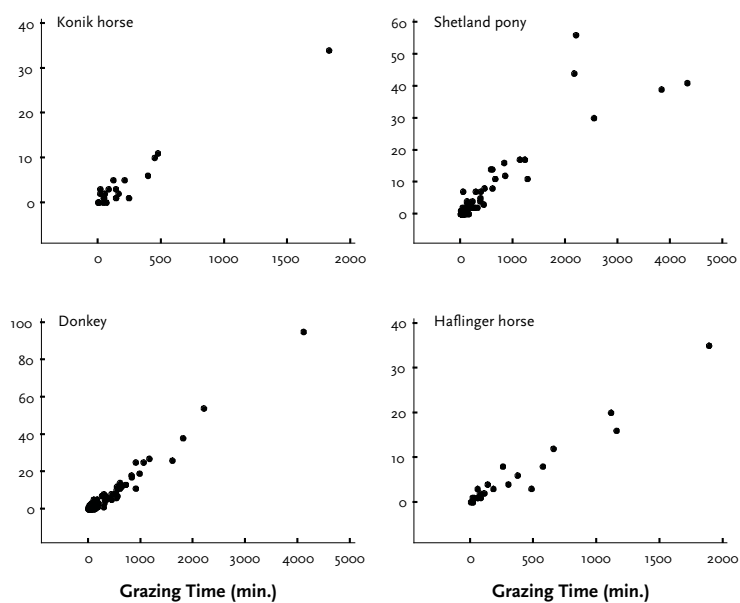 Konik horse
40
30
20
10
0
0 500 1000 1500 2000
Shetland pony
60
50
40
30
20
10
0
0 1000 2000 3000 4000 5000
Donkey
100
80
60
40
20
0
0 1000 2000 3000 4000 5000
Grazing Time (min.)
Haflinger horse
40
30
20
10
0
0 500 1000 1500 2000
Grazing Time (min.)